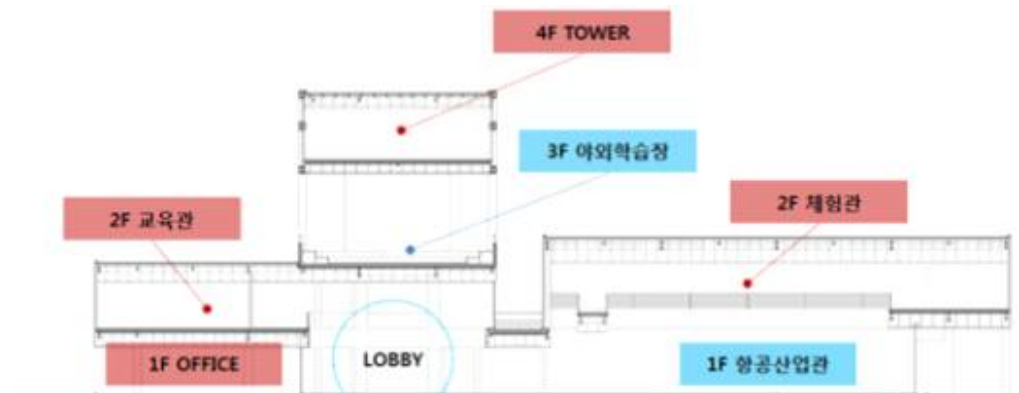 4F TOWER
3F 야외학습장
2F 체험관
2F 교육관
1F OFFICE
LOBBY
1F 항공산업관